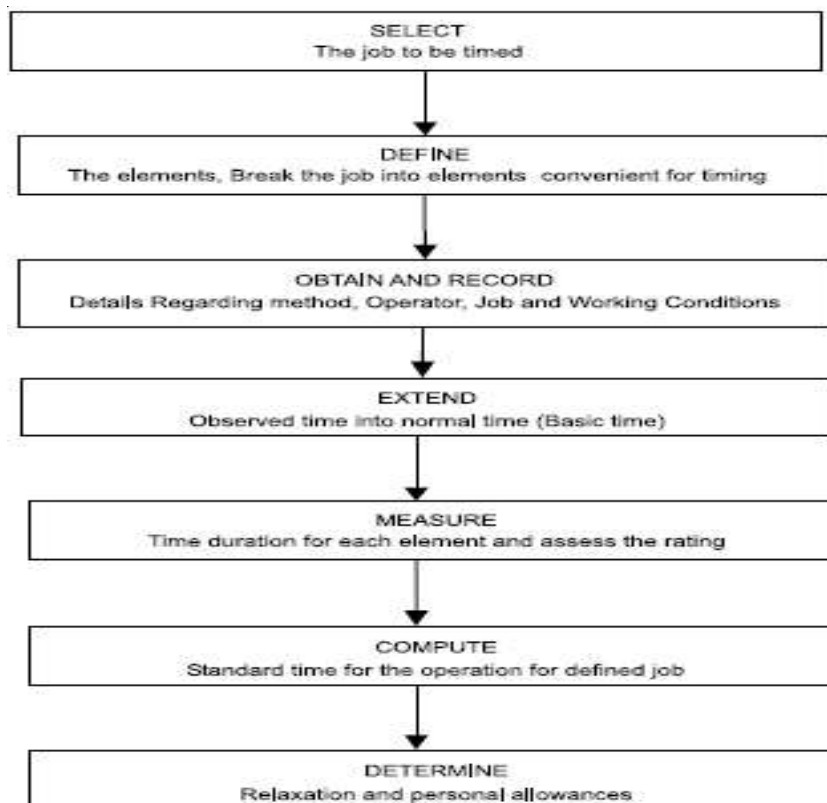 SELECT
The job to be timed
DEFINE
The elements, Break the job into elements convenient for timing
OBTAIN AND RECORD
Details Regarding method, Operator, Job and Working Conditions
EXTEND
Observed time into normal time (Basic time)
MEASURE
Time duration for each element and assess the rating
COMPUTE
Standard time for the operation for defined job
DETERMINE
Relaxation and personal allowances